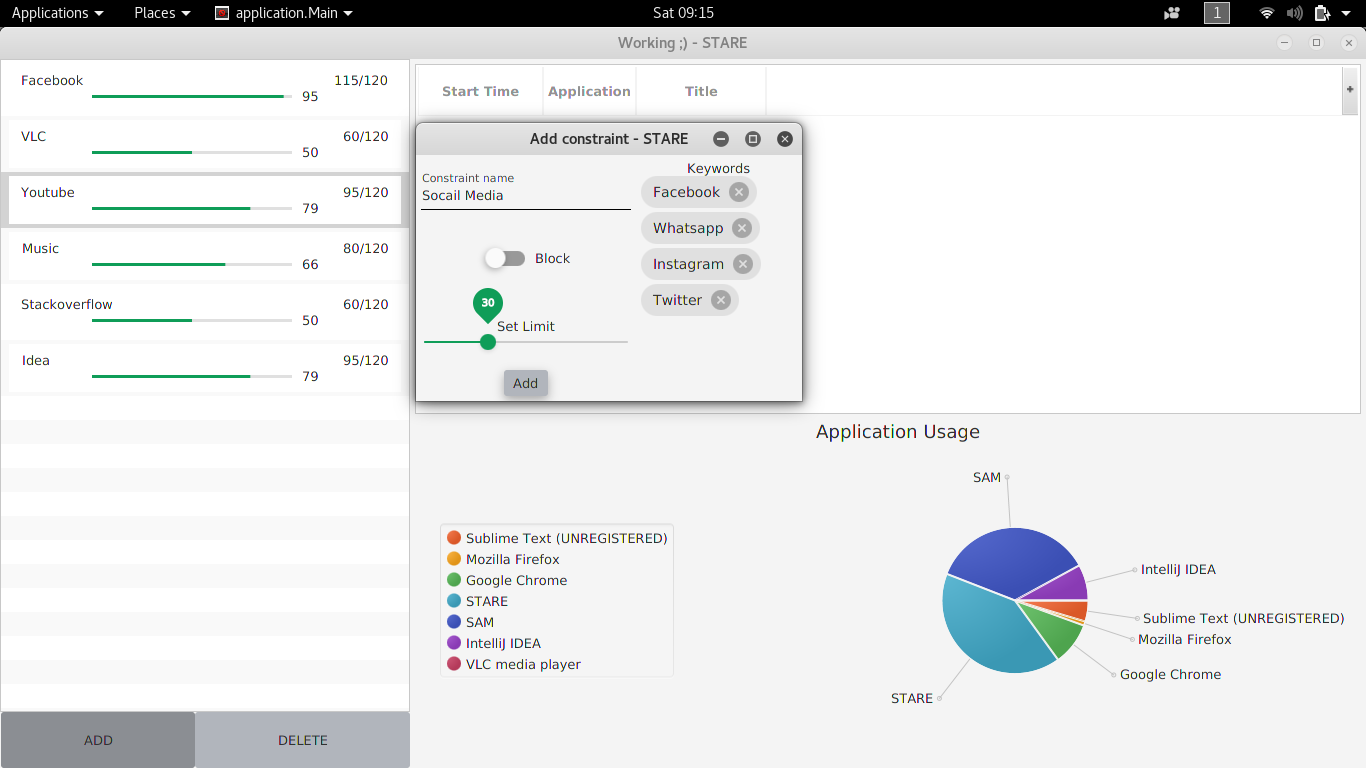 Applications Places application.Main Sat 09:15 1
Working ;) - STARE
Facebook 115/120
95
VLC 60/120
50
Youtube 95/120
79
Music 80/120
66
Stackoverflow 60/120
50
Idea 95/120
79
ADD DELETE
Start Time Application Title +
Add constraint - STARE
Constraint name
Socail Media
Block
30
Set Limit
Add
Keywords
Facebook
Whatsapp
Instagram
Twitter
Application Usage
Sublime Text (UNREGISTERED)
Mozilla Firefox
Google Chrome
STARE
SAM
IntelliJ IDEA
VLC media player
SAM
IntelliJ IDEA
Sublime Text (UNREGISTERED)
Mozilla Firefox
Google Chrome
STARE